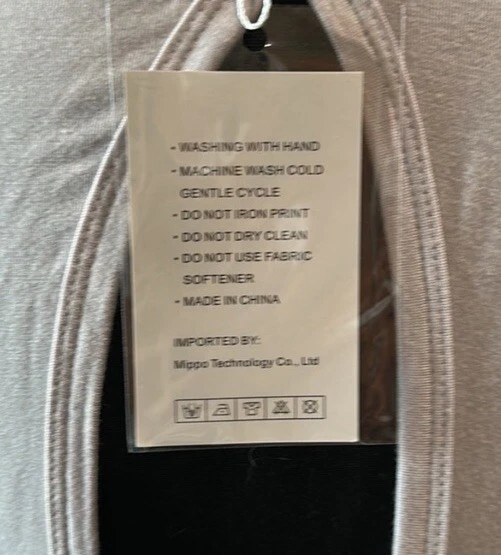 - WASHING WITH HAND
- MACHINE WASH COLD
GENTLE CYCLE
- DO NOT IRON PRINT
- DO NOT DRY CLEAN
- DO NOT USE FABRIC
SOFTENER
- MADE IN CHINA
IMPORTED BY:
Mippo Technology Co., Ltd